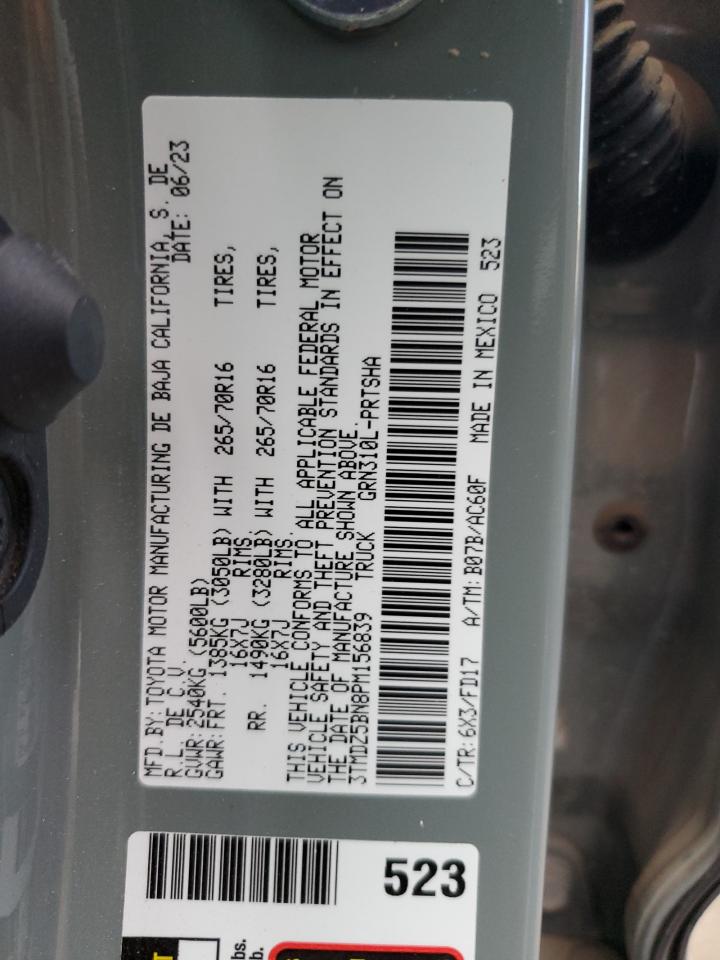 MFD.BY:TOYOTA MOTOR MANUFACTURING DE BAJA CALIFORNIA, S. DE
R.L. DE C.V. DATE: 06/23
GVWR:2540KG (5600LB)
GAWR:FRT. 1385KG (3050LB) WITH 265/70R16 TIRES,
16X7J RIMS.
RR. 1490KG (3280LB) WITH 265/70R16 TIRES,
16X7J RIMS.
THIS VEHICLE CONFORMS TO ALL APPLICABLE FEDERAL MOTOR
VEHICLE SAFETY AND THEFT PREVENTION STANDARDS IN EFFECT ON
THE DATE OF MANUFACTURE SHOWN ABOVE.
3TMDZ5BN8PM156839 TRUCK GRN310L-PRTSHA
C/TR:6X3/FD17 A/TM:B07B/AC60F MADE IN MEXICO 523
523
bs.
b.